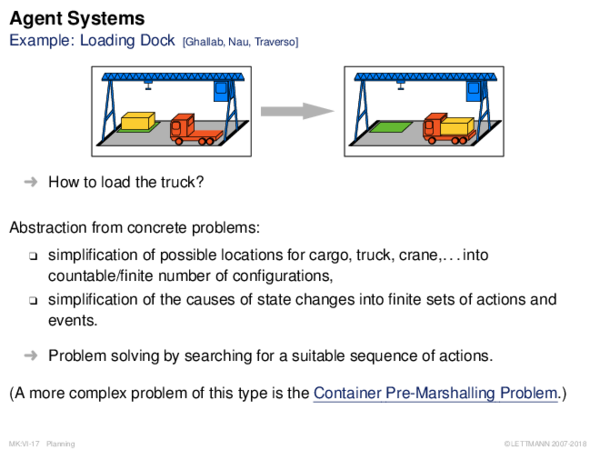 Agent Systems
Example: Loading Dock [Ghallab, Nau, Traverso]
➜ How to load the truck?
Abstraction from concrete problems:
❑ simplification of possible locations for cargo, truck, crane,. . . into
countable/finite number of configurations,
❑ simplification of the causes of state changes into finite sets of actions and
events.
➜ Problem solving by searching for a suitable sequence of actions.
(A more complex problem of this type is the Container Pre-Marshalling Problem.)
MK:VI-17 Planning ©LETTMANN 2007-2018